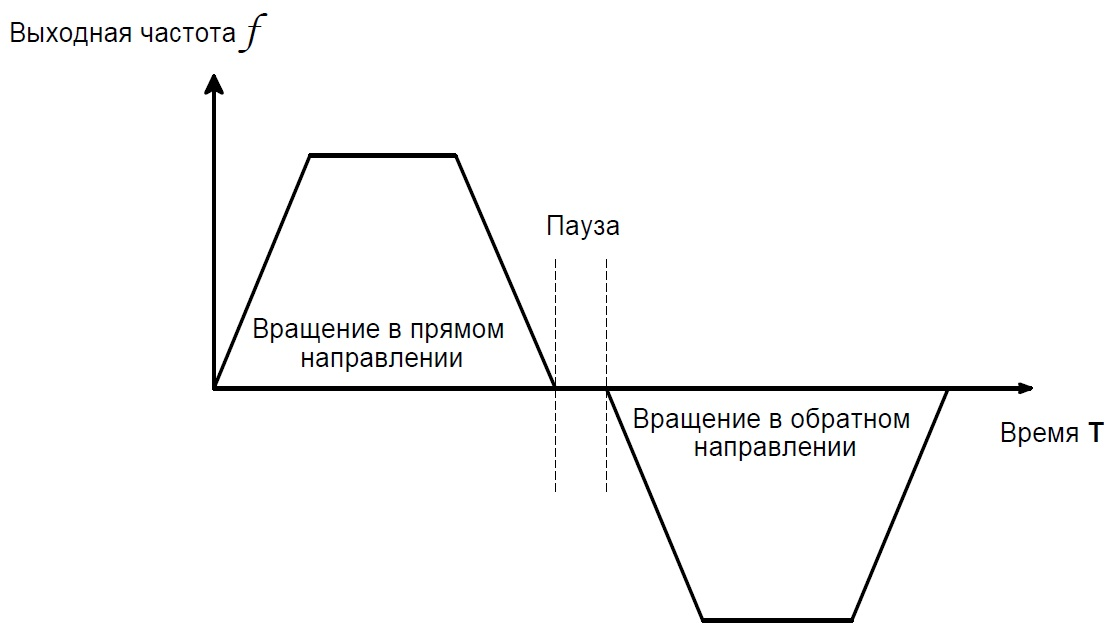 Выходная частота f
Пауза
Вращение в прямом
направлении
Вращение в обратном
направлении
Время T